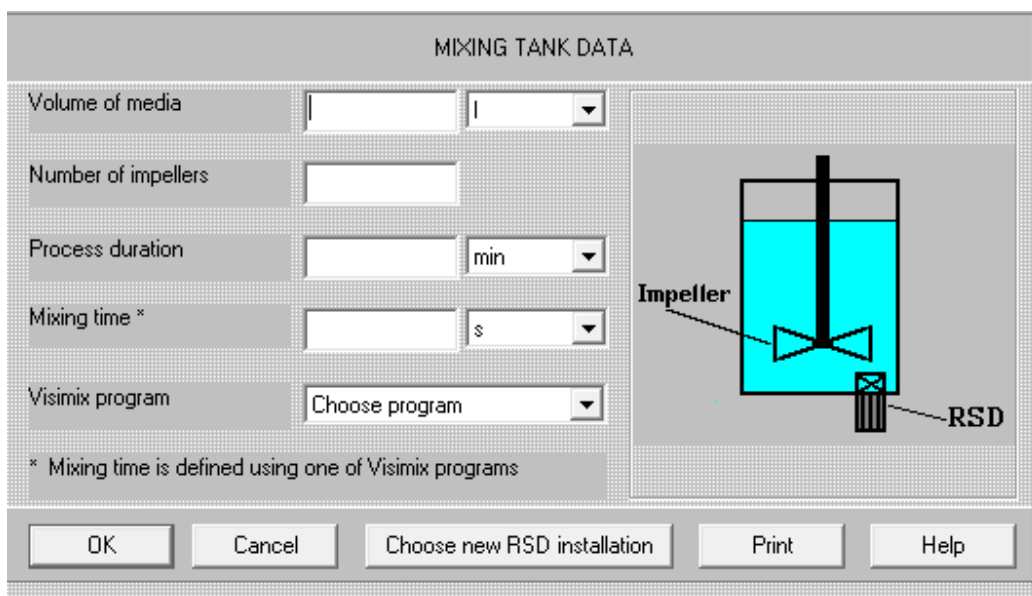 MIXING TANK DATA
Volume of media
l
Number of impellers
Process duration
min
Mixing time *
s
Visimix program
Choose program
* Mixing time is defined using one of Visimix programs
Impeller
RSD
OK
Cancel
Choose new RSD installation
Print
Help